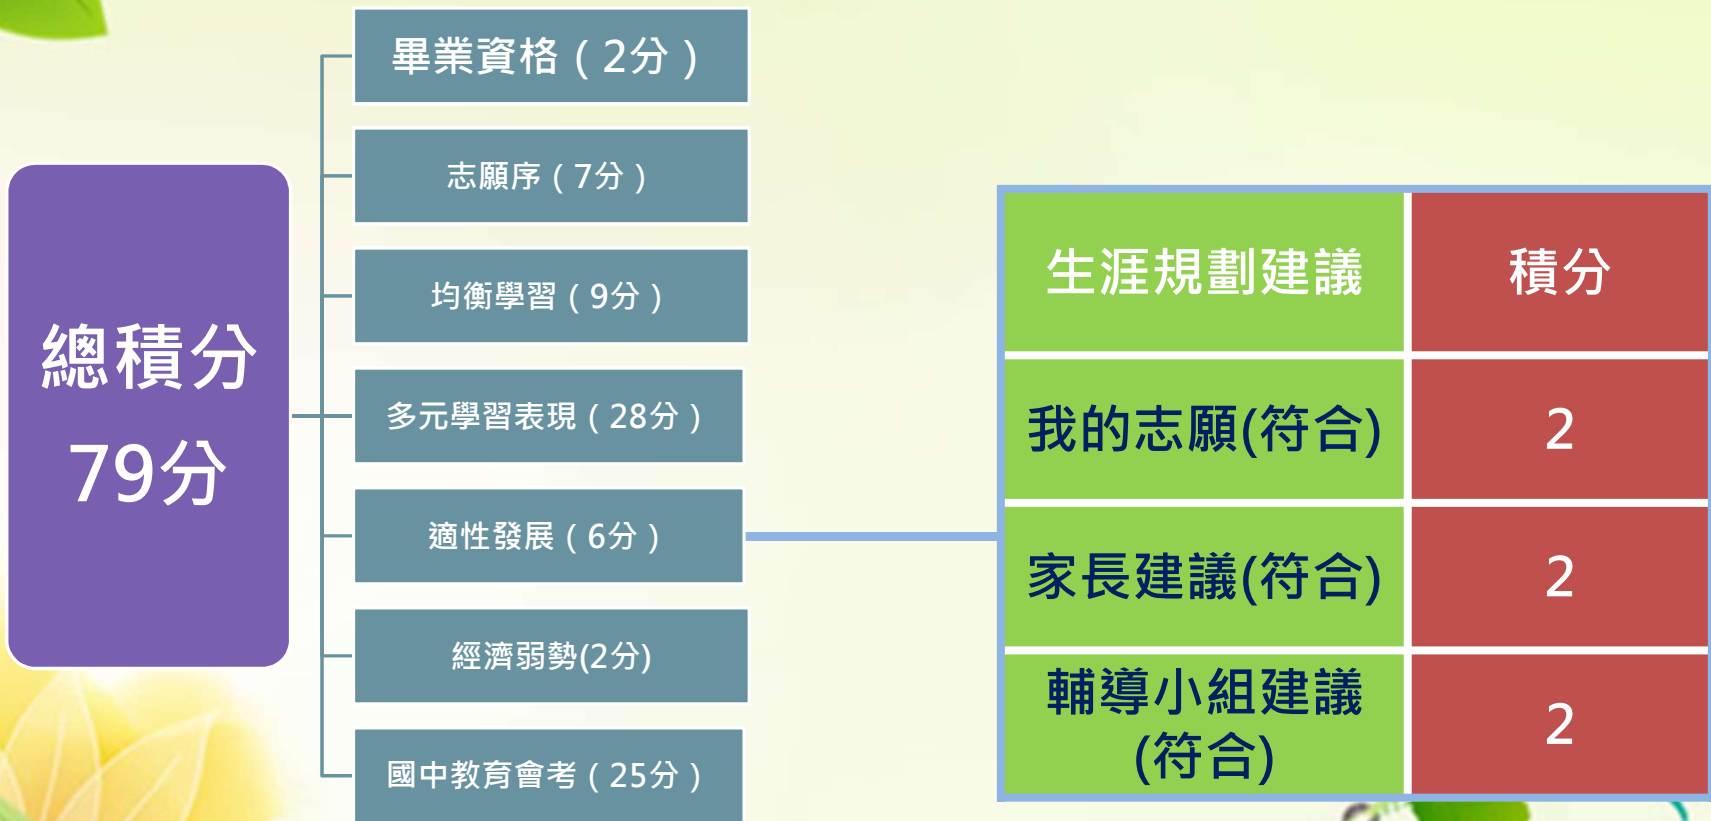 總積分
79分
畢業資格（2分）
志願序（7分）
均衡學習（9分）
多元學習表現（28分）
適性發展（6分）
經濟弱勢(2分)
國中教育會考（25分）
生涯規劃建議 積分
我的志願(符合) 2
家長建議(符合) 2
輔導小組建議
(符合) 2